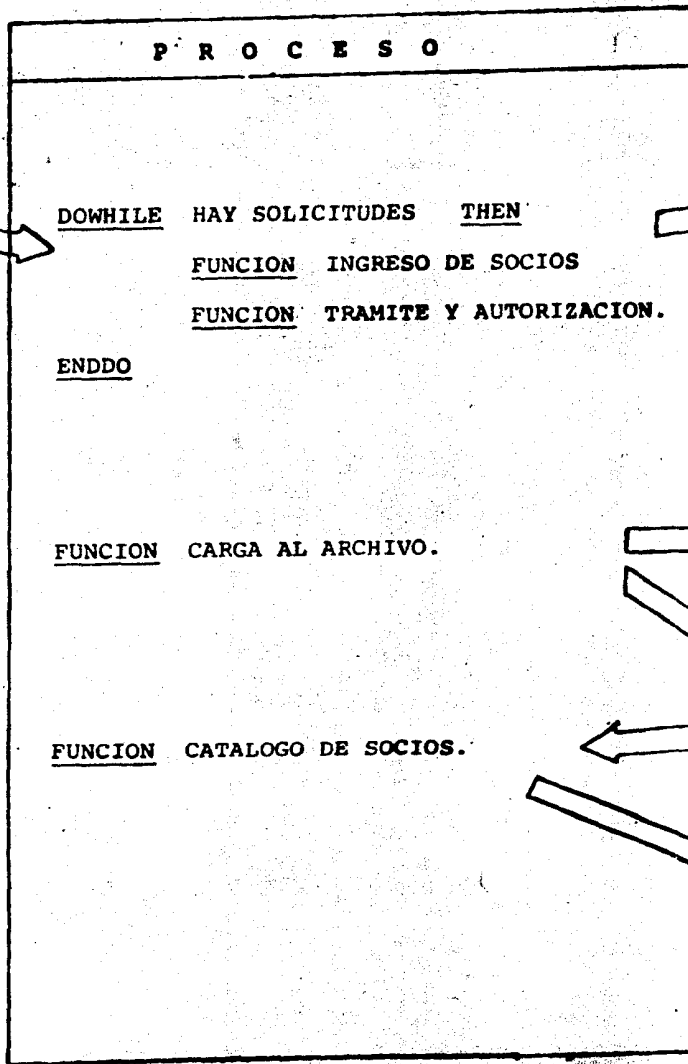 P R O C E S O
DOWHILE HAY SOLICITUDES THEN
FUNCION INGRESO DE SOCIOS
FUNCION TRAMITE Y AUTORIZACION.
ENDDO
FUNCION CARGA AL ARCHIVO.
FUNCION CATALOGO DE SOCIOS.